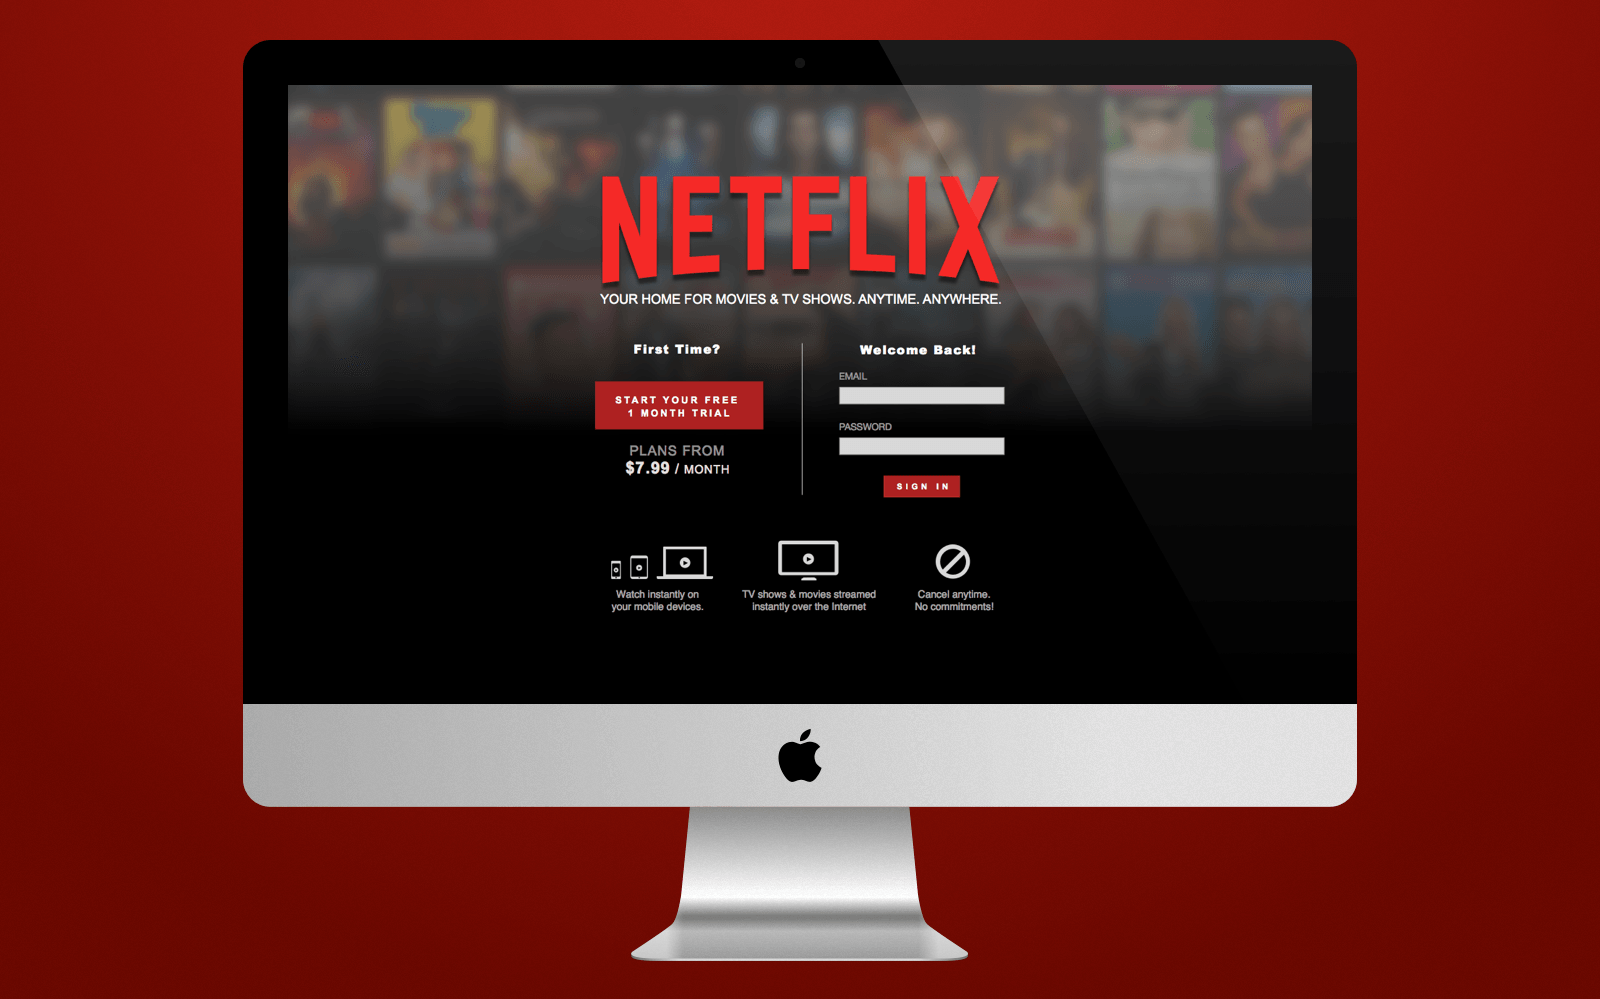 NETFLIX
YOUR HOME FOR MOVIES & TV SHOWS. ANYTIME. ANYWHERE.
First Time?
START YOUR FREE
1 MONTH TRIAL
PLANS FROM
$7.99 / MONTH
Welcome Back!
EMAIL
PASSWORD
SIGN IN
Watch instantly on
your mobile devices.
TV shows & movies streamed
instantly over the Internet
Cancel anytime.
No commitments!